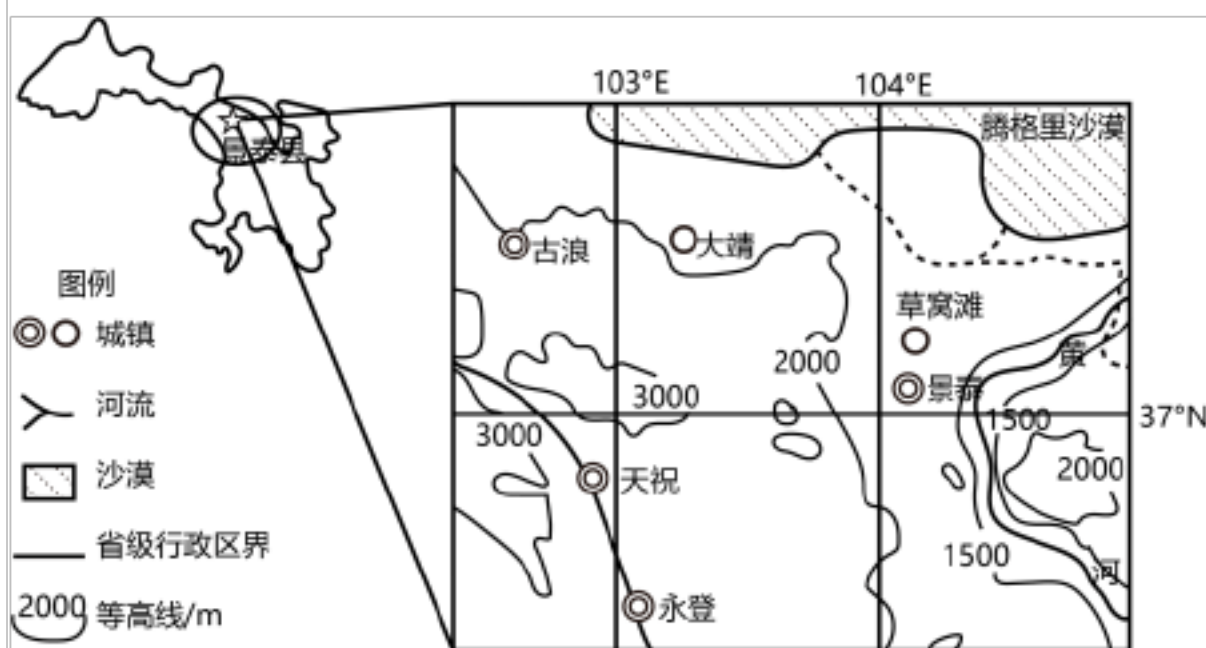 103°E
104°E
腾格里沙漠
景泰县
古浪
大靖
图例
城镇
草窝滩
黄
2000
景泰
河流
3000
1500
37°N
3000
2000
沙漠
天祝
省级行政区界
1500
河
2000
等高线/m
永登